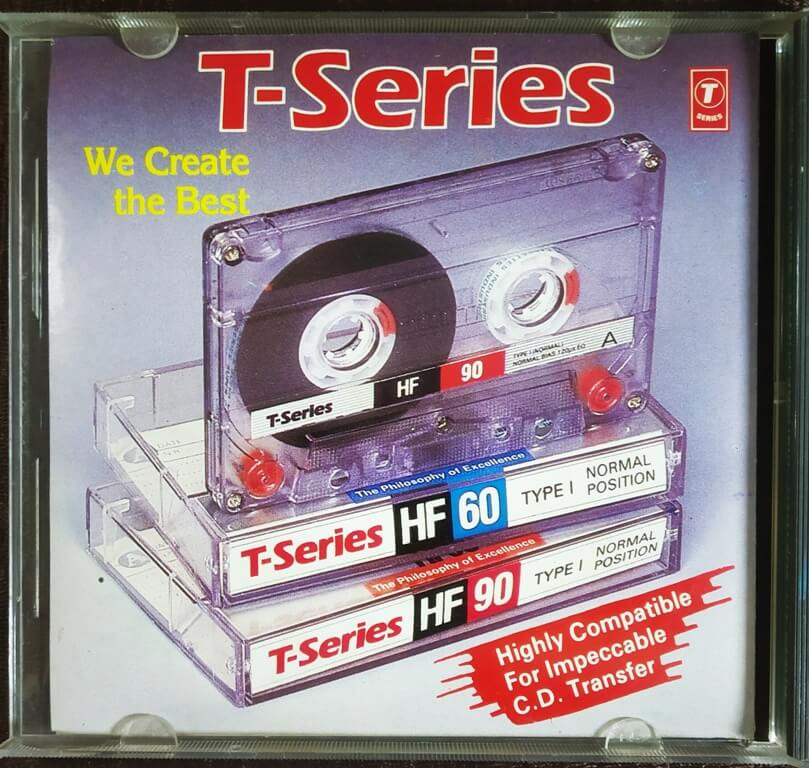 T-Series
T
SERIES
We Create
the Best
A
TYPE I (NORMAL)
NORMAL BIAS 120µs EQ
T-Series HF 90
The Philosophy of Excellence
T-Series HF 60 TYPE I NORMAL
POSITION
The Philosophy of Excellence
T-Series HF 90 TYPE I NORMAL
POSITION
Highly Compatible
For Impeccable
C.D. Transfer